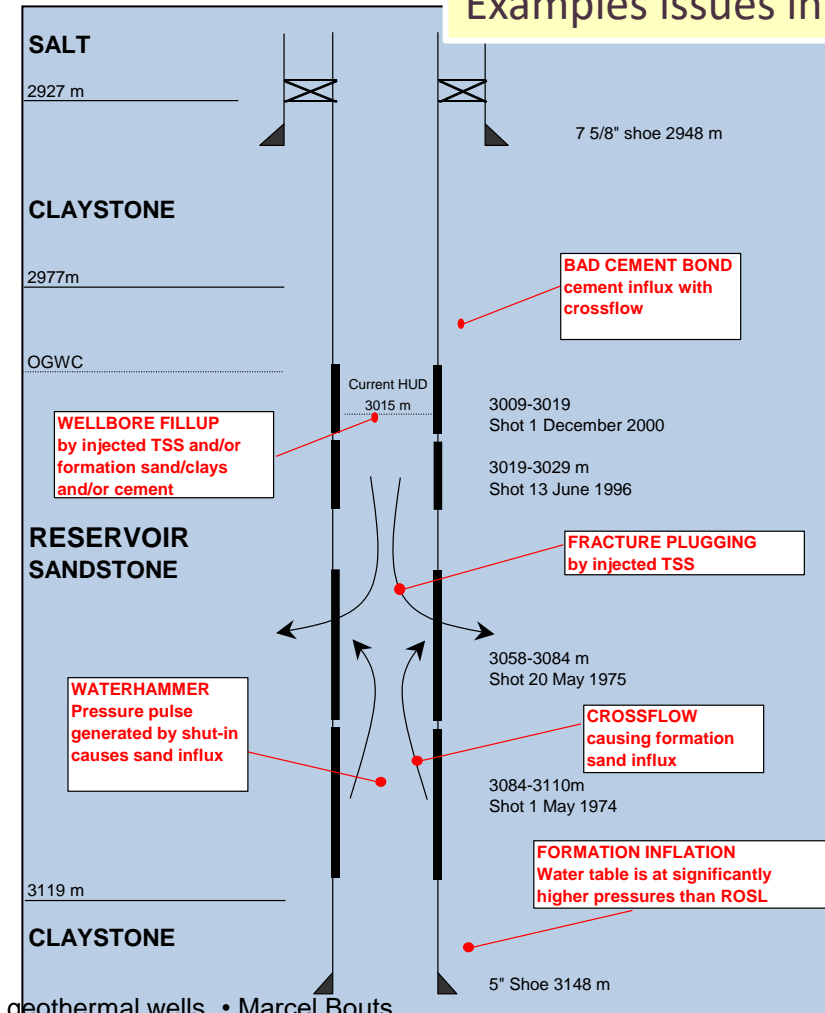 Examples issues in
SALT
2927 m
7 5/8" shoe 2948 m
CLAYSTONE
2977m
BAD CEMENT BOND
cement influx with
crossflow
OGWC
Current HUD
3015 m
3009-3019
Shot 1 December 2000
WELLBORE FILLUP
by injected TSS and/or
formation sand/clays
and/or cement
3019-3029 m
Shot 13 June 1996
RESERVOIR
SANDSTONE
FRACTURE PLUGGING
by injected TSS
3058-3084 m
Shot 20 May 1975
WATERHAMMER
Pressure pulse
generated by shut-in
causes sand influx
CROSSFLOW
causing formation
sand influx
3084-3110m
Shot 1 May 1974
FORMATION INFLATION
Water table is at significantly
higher pressures than ROSL
3119 m
CLAYSTONE
5" Shoe 3148 m
geothermal wells • Marcel Bouts